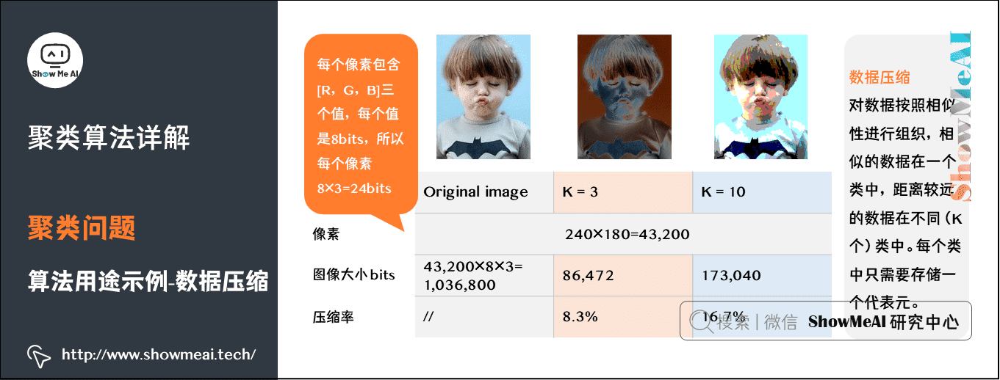 Show Me AI
聚类算法详解
聚类问题
算法用途示例-数据压缩
http://www.showmeai.tech/
每个像素包含
[R，G，B]三
个值，每个值
是8bits，所以
每个像素
8×3=24bits
Original image
K = 3
K = 10
像素
240×180=43,200
图像大小bits
43,200×8×3=
1,036,800
86,472
173,040
压缩率
//
8.3%
16.7%
数据压缩
对数据按照相似
性进行组织，相
似的数据在一个
类中，距离较远
的数据在不同（K
个）类中。每个类
中只需要存储一
个代表元。
ShowMeAI
搜索｜微信 ShowMeAI 研究中心